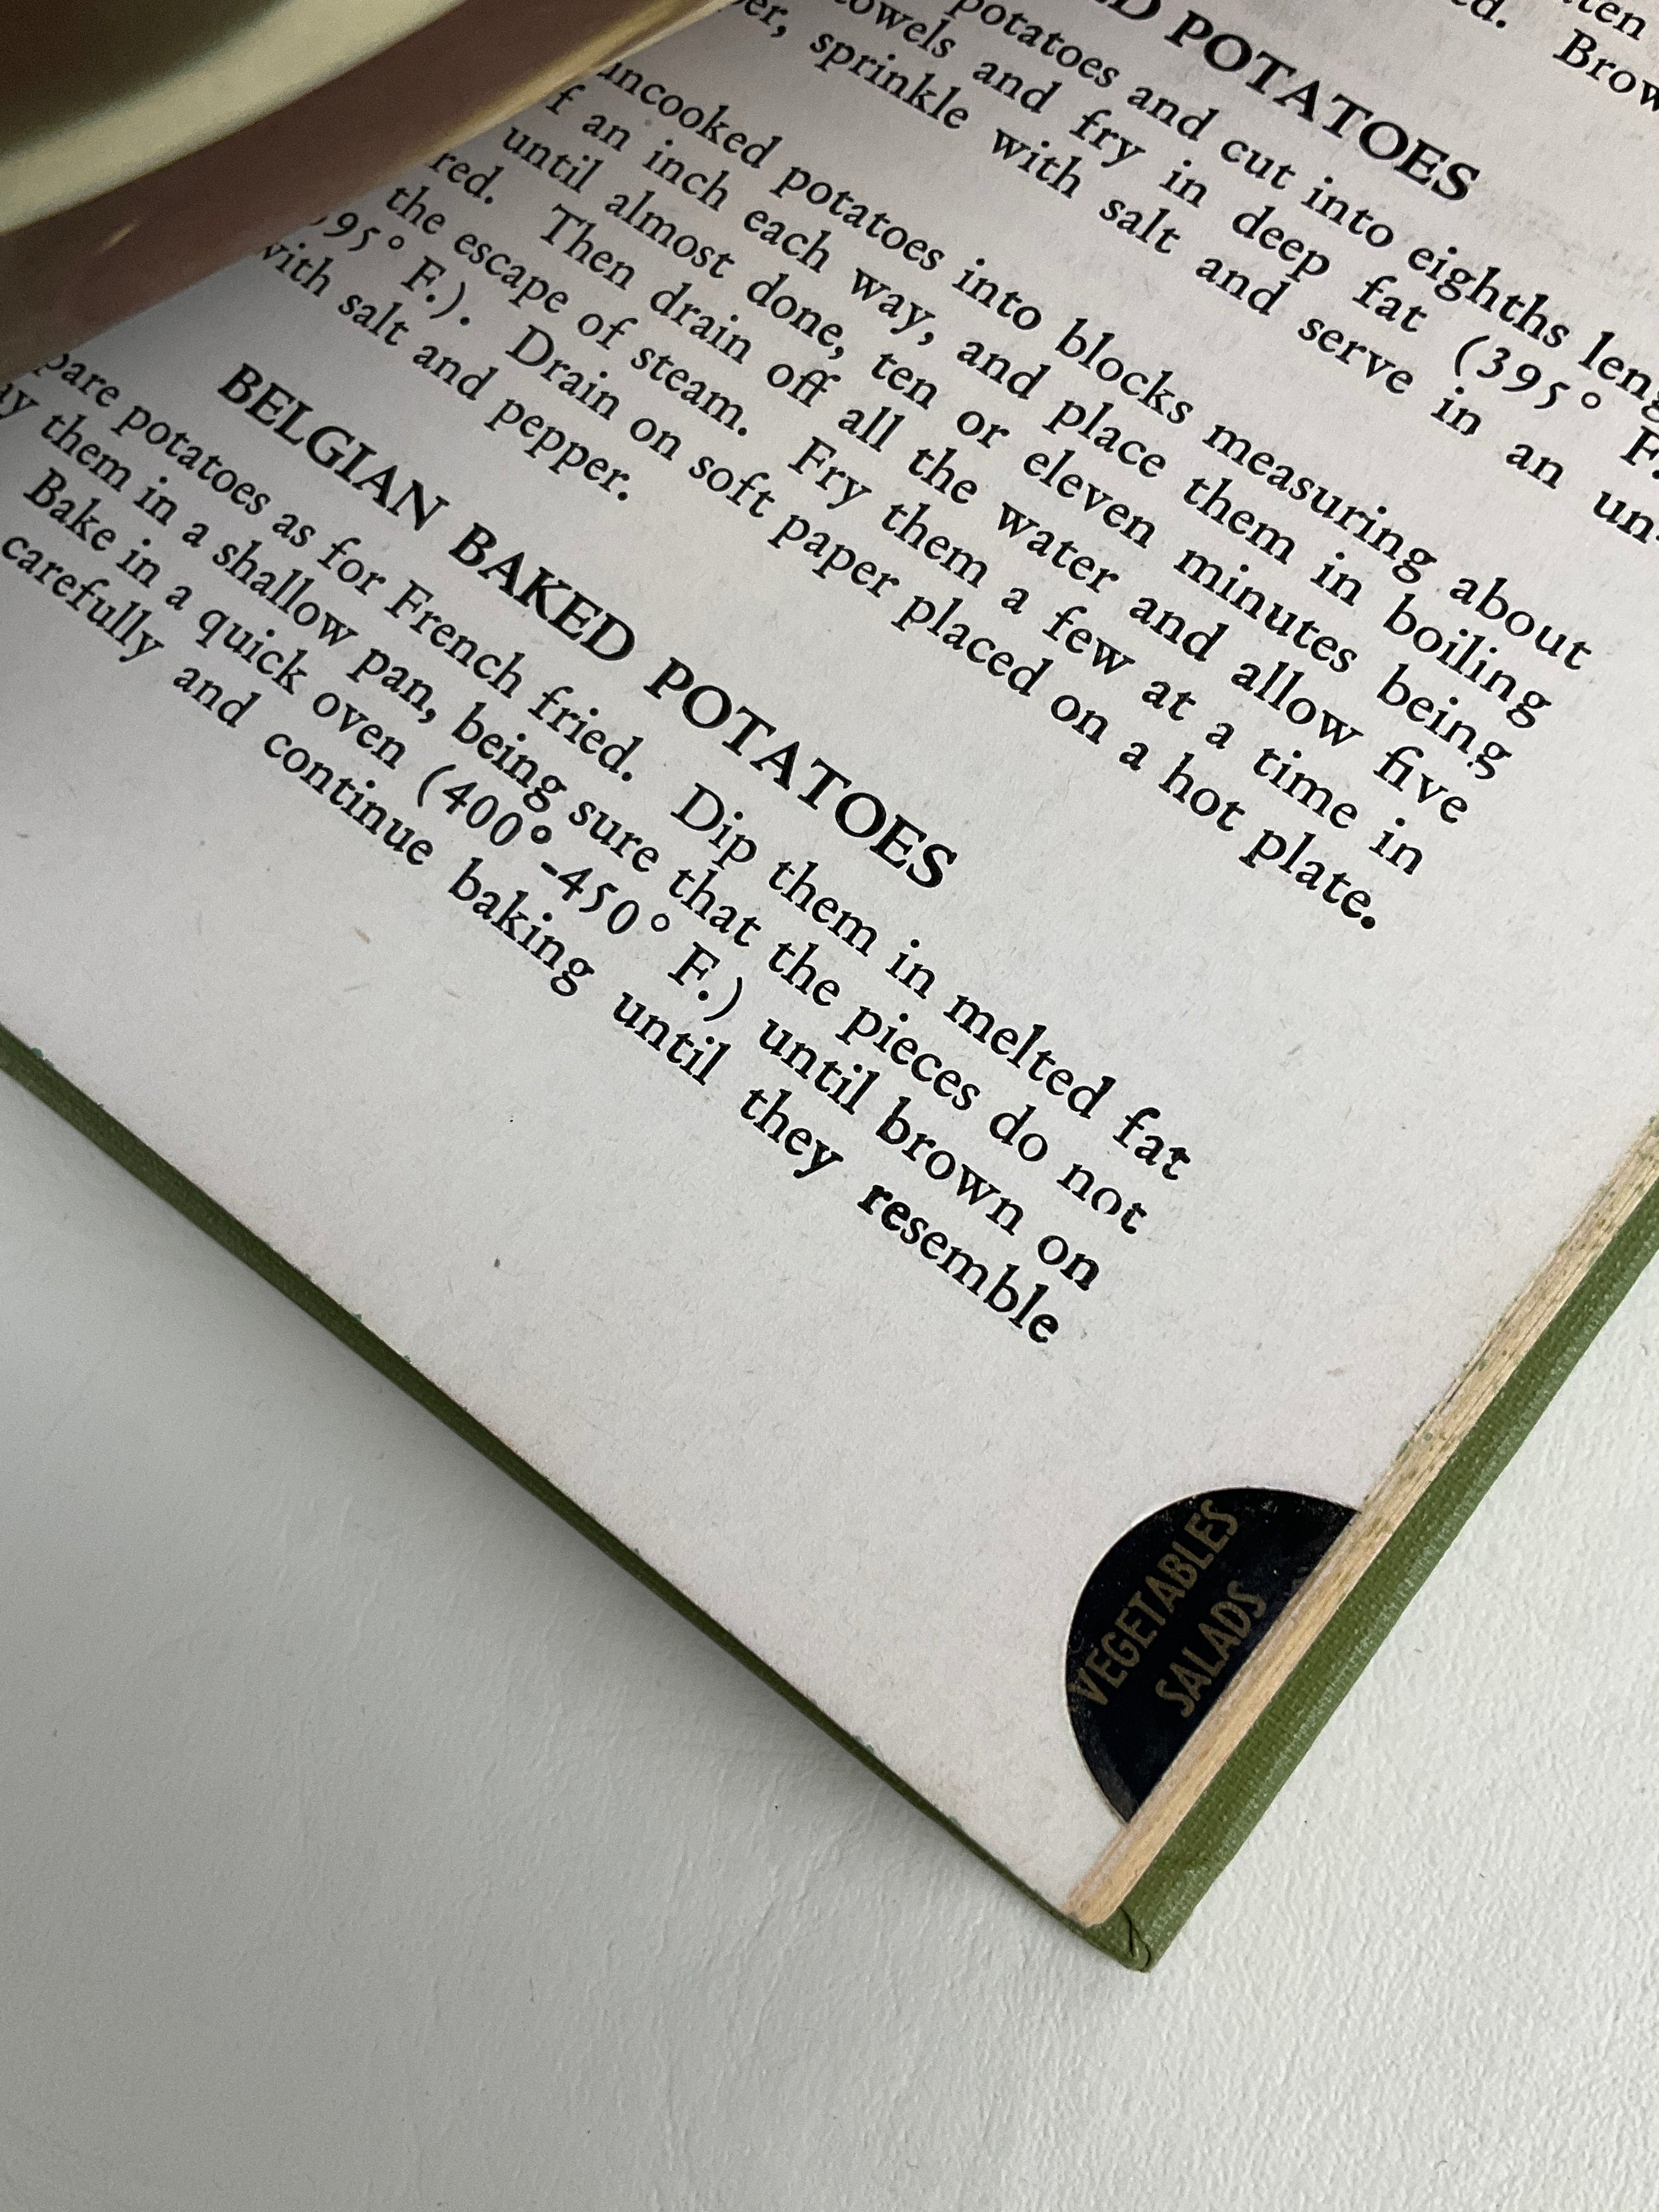 ten
ed. Brow
POTATOES
potatoes and cut into eighths
towels and fry in deep fat (395° F.
sprinkle with salt and serve in an un-
uncooked potatoes into blocks measuring about
f an inch each way, and place them in boiling
until almost done, ten or eleven minutes being
red. Then drain off all the water and allow five
the escape of steam. Fry them a few at a time in
395° F.). Drain on soft paper placed on a hot plate.
with salt and pepper.
BELGIAN BAKED POTATOES
pare potatoes as for French fried. Dip them in melted fat
ay them in a shallow pan, being sure that the pieces do not
Bake in a quick oven (400°-450° F.) until brown on
carefully and continue baking until they resemble
VEGETABLES
SALADS